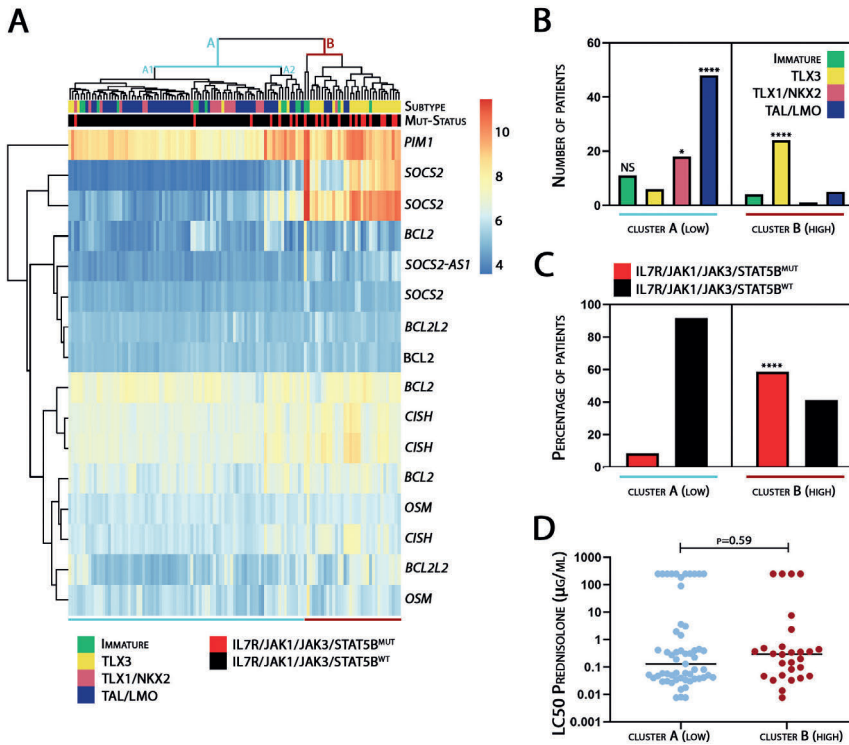 A
A
B
A1
A2
Subtype
Mut-Status
PIM1
SOCS2
SOCS2
BCL2
SOCS2-AS1
SOCS2
BCL2L2
BCL2
BCL2
CISH
CISH
BCL2
OSM
CISH
BCL2L2
OSM
10
8
6
4
Immature
TLX3
TLX1/NKX2
TAL/LMO
IL7R/JAK1/JAK3/STAT5BMUT
IL7R/JAK1/JAK3/STAT5BWT
B
Number of patients
60
40
20
0
NS
*
****
****
Immature
TLX3
TLX1/NKX2
TAL/LMO
cluster A (low)
cluster B (high)
C
IL7R/JAK1/JAK3/STAT5BMUT
IL7R/JAK1/JAK3/STAT5BWT
Percentage of patients
100
80
60
40
20
0
****
cluster A (low)
cluster B (high)
D
p=0.59
LC50 Prednisolone (µg/ml)
1000
100
10
1
0.1
0.01
0.001
cluster A (low)
cluster B (high)